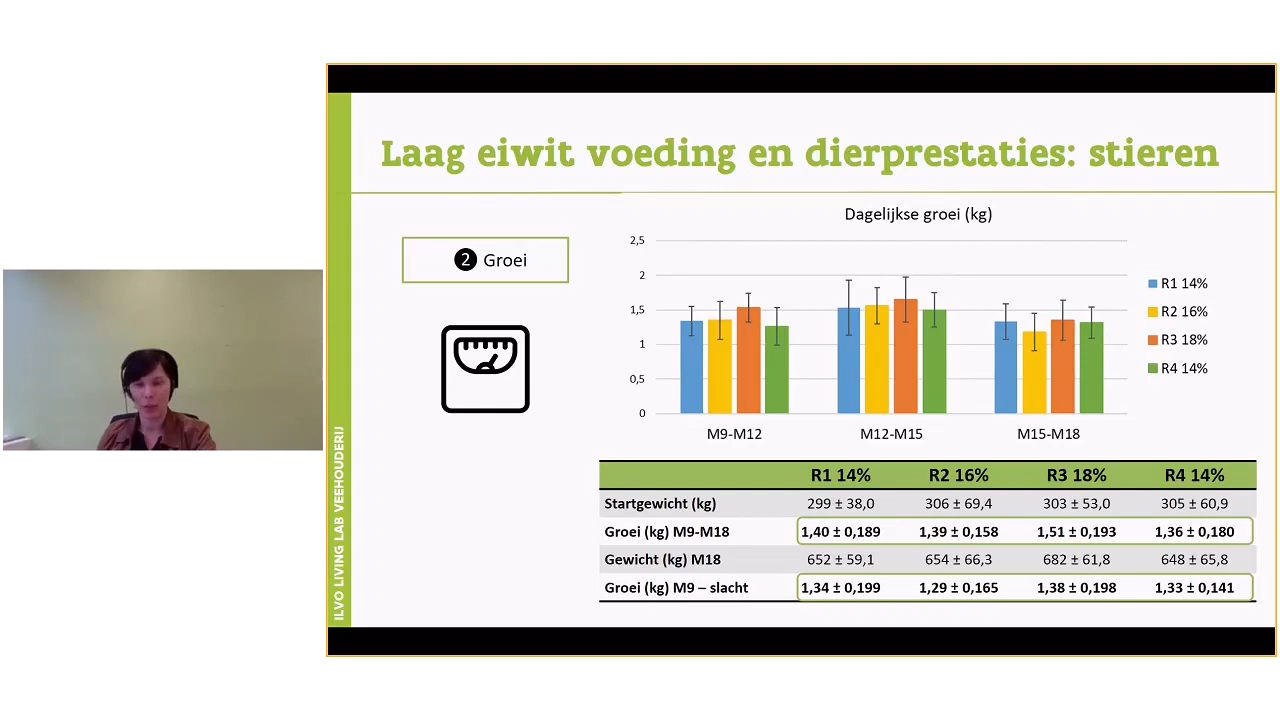 Laag eiwit voeding en dierprestaties: stieren
2 Groei
Dagelijkse groei (kg)
2,5
2
1,5
1
0,5
0
M9-M12 M12-M15 M15-M18
R1 14%
R2 16%
R3 18%
R4 14%
R1 14% R2 16% R3 18% R4 14%
Startgewicht (kg) 299 ± 38,0 306 ± 69,4 303 ± 53,0 305 ± 60,9
Groei (kg) M9-M18 1,40 ± 0,189 1,39 ± 0,158 1,51 ± 0,193 1,36 ± 0,180
Gewicht (kg) M18 652 ± 59,1 654 ± 66,3 682 ± 61,8 648 ± 65,8
Groei (kg) M9 – slacht 1,34 ± 0,199 1,29 ± 0,165 1,38 ± 0,198 1,33 ± 0,141
ILVO LIVING LAB VEEHOUDERIJ